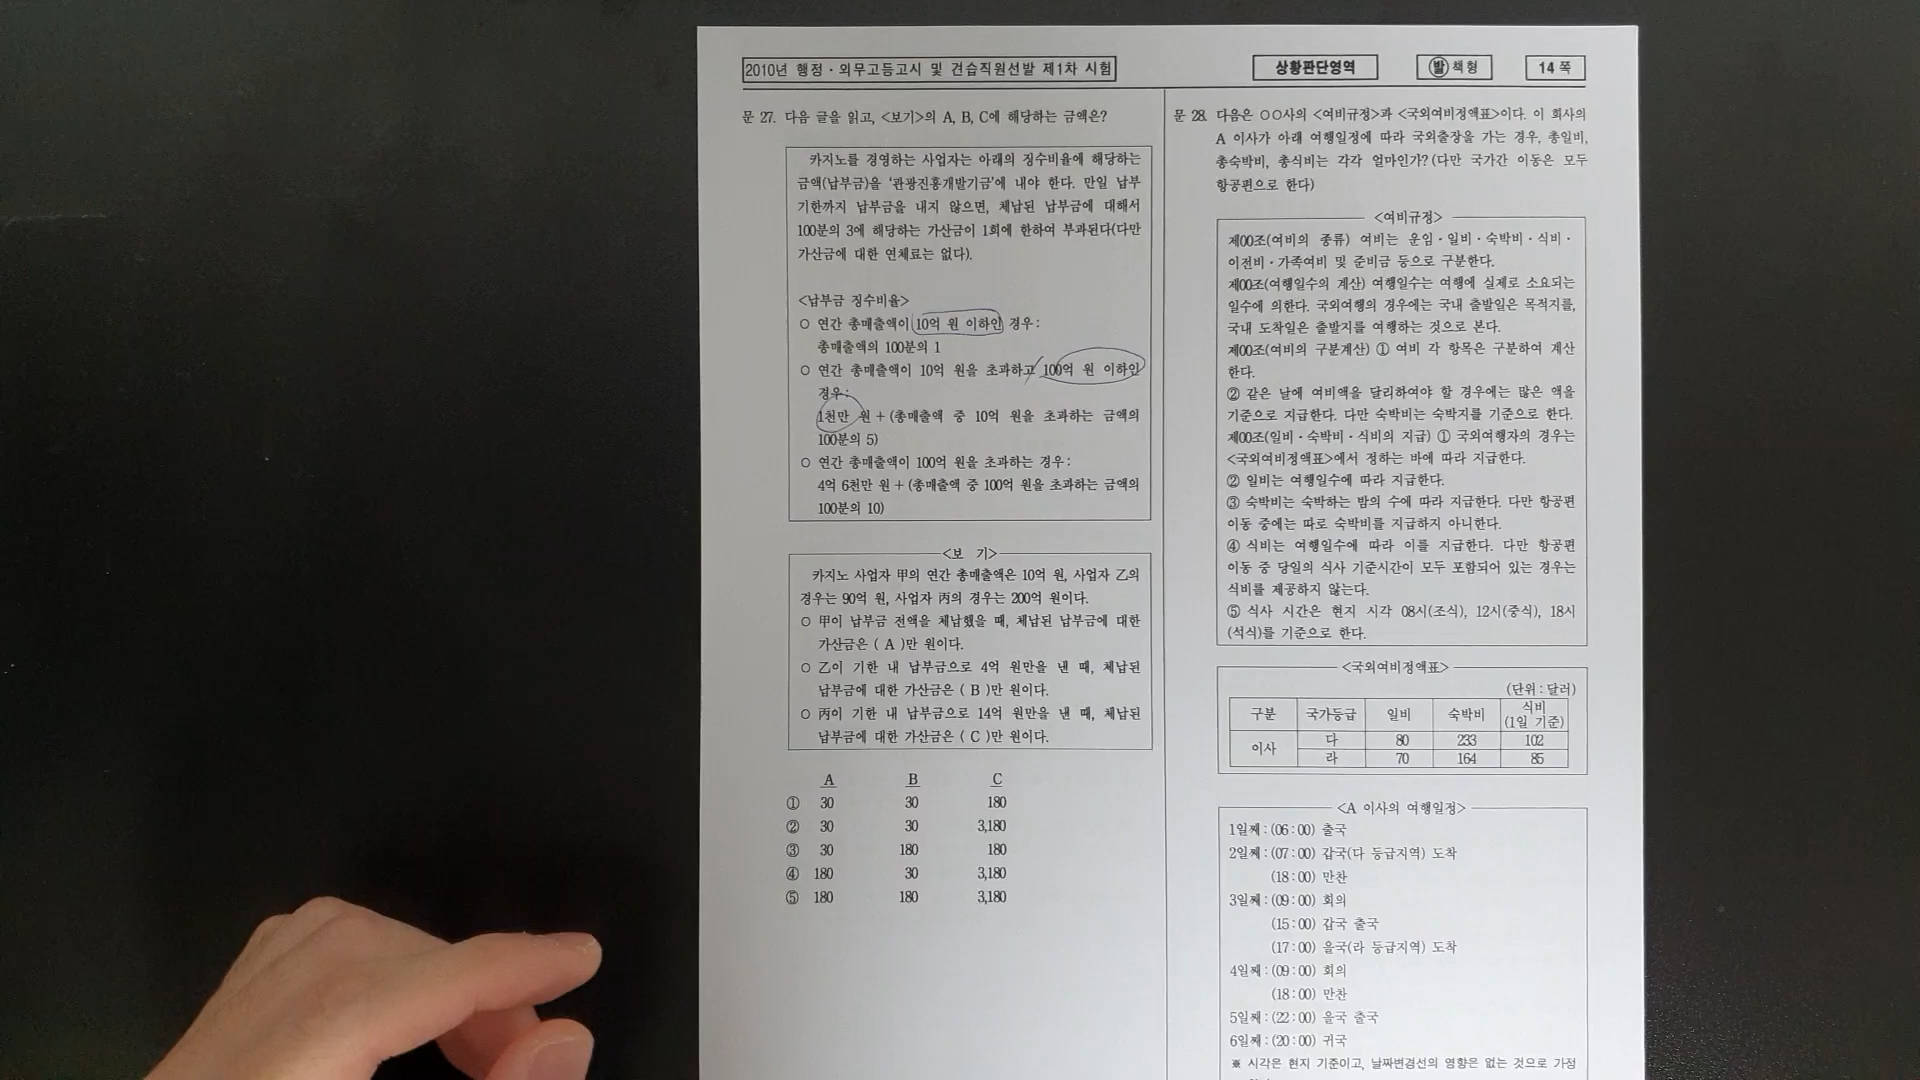 2010년 행정·외무고등고시 및 견습직원선발 제1차 시험
상황판단영역
발 책형
14 쪽
문 27. 다음 글을 읽고, <보기>의 A, B, C에 해당하는 금액은?
카지노를 경영하는 사업자는 아래의 징수비율에 해당하는
금액(납부금)을 '관광진흥개발기금'에 내야 한다. 만일 납부
기한까지 납부금을 내지 않으면, 체납된 납부금에 대해서
100분의 3에 해당하는 가산금이 1회에 한하여 부과된다(다만
가산금에 대한 연체료는 없다).
<납부금 징수비율>
○ 연간 총매출액이 10억 원 이하인 경우:
총매출액의 100분의 1
○ 연간 총매출액이 10억 원을 초과하고 100억 원 이하인
경우:
1천만 원+(총매출액 중 10억 원을 초과하는 금액의
100분의 5)
○ 연간 총매출액이 100억 원을 초과하는 경우:
4억 6천만 원+(총매출액 중 100억 원을 초과하는 금액의
100분의 10)
<보 기>
카지노 사업자 甲의 연간 총매출액은 10억 원, 사업자 乙의
경우는 90억 원, 사업자 丙의 경우는 200억 원이다.
○ 甲이 납부금 전액을 체납했을 때, 체납된 납부금에 대한
가산금은 ( A )만 원이다.
○ 乙이 기한 내 납부금으로 4억 원만을 낸 때, 체납된
납부금에 대한 가산금은 ( B )만 원이다.
○ 丙이 기한 내 납부금으로 14억 원만을 낸 때, 체납된
납부금에 대한 가산금은 ( C )만 원이다.
A B C
① 30 30 180
② 30 30 3,180
③ 30 180 180
④ 180 30 3,180
⑤ 180 180 3,180
문 28. 다음은 ○○사의 <여비규정>과 <국외여비정액표>이다. 이 회사의
A 이사가 아래 여행일정에 따라 국외출장을 가는 경우, 총일비,
총숙박비, 총식비는 각각 얼마인가? (다만 국가간 이동은 모두
항공편으로 한다)
<여비규정>
제00조(여비의 종류) 여비는 운임·일비·숙박비·식비·
이전비·가족여비 및 준비금 등으로 구분한다.
제00조(여행일수의 계산) 여행일수는 여행에 실제로 소요되는
일수에 의한다. 국외여행의 경우에는 국내 출발일은 목적지를,
국내 도착일은 출발지를 여행하는 것으로 본다.
제00조(여비의 구분계산) ① 여비 각 항목은 구분하여 계산
한다.
② 같은 날에 여비액을 달리하여야 할 경우에는 많은 액을
기준으로 지급한다. 다만 숙박비는 숙박지를 기준으로 한다.
제00조(일비·숙박비·식비의 지급) ① 국외여행자의 경우는
<국외여비정액표>에서 정하는 바에 따라 지급한다.
② 일비는 여행일수에 따라 지급한다.
③ 숙박비는 숙박하는 밤의 수에 따라 지급한다. 다만 항공편
이동 중에는 따로 숙박비를 지급하지 아니한다.
④ 식비는 여행일수에 따라 이를 지급한다. 다만 항공편
이동 중 당일의 식사 기준시간이 모두 포함되어 있는 경우는
식비를 제공하지 않는다.
⑤ 식사 시간은 현지 시각 08시(조식), 12시(중식), 18시
(석식)를 기준으로 한다.
<국외여비정액표>
(단위 : 달러)
구분 국가등급 일비 숙박비 식비
(1일 기준)
이사 다 80 233 102
라 70 164 85
<A 이사의 여행일정>
1일째 : (06 : 00) 출국
2일째 : (07 : 00) 갑국(다 등급지역) 도착
(18 : 00) 만찬
3일째 : (09 : 00) 회의
(15 : 00) 갑국 출국
(17 : 00) 을국(라 등급지역) 도착
4일째 : (09 : 00) 회의
(18 : 00) 만찬
5일째 : (22 : 00) 을국 출국
6일째 : (20 : 00) 귀국
※ 시각은 현지 기준이고, 날짜변경선의 영향은 없는 것으로 가정